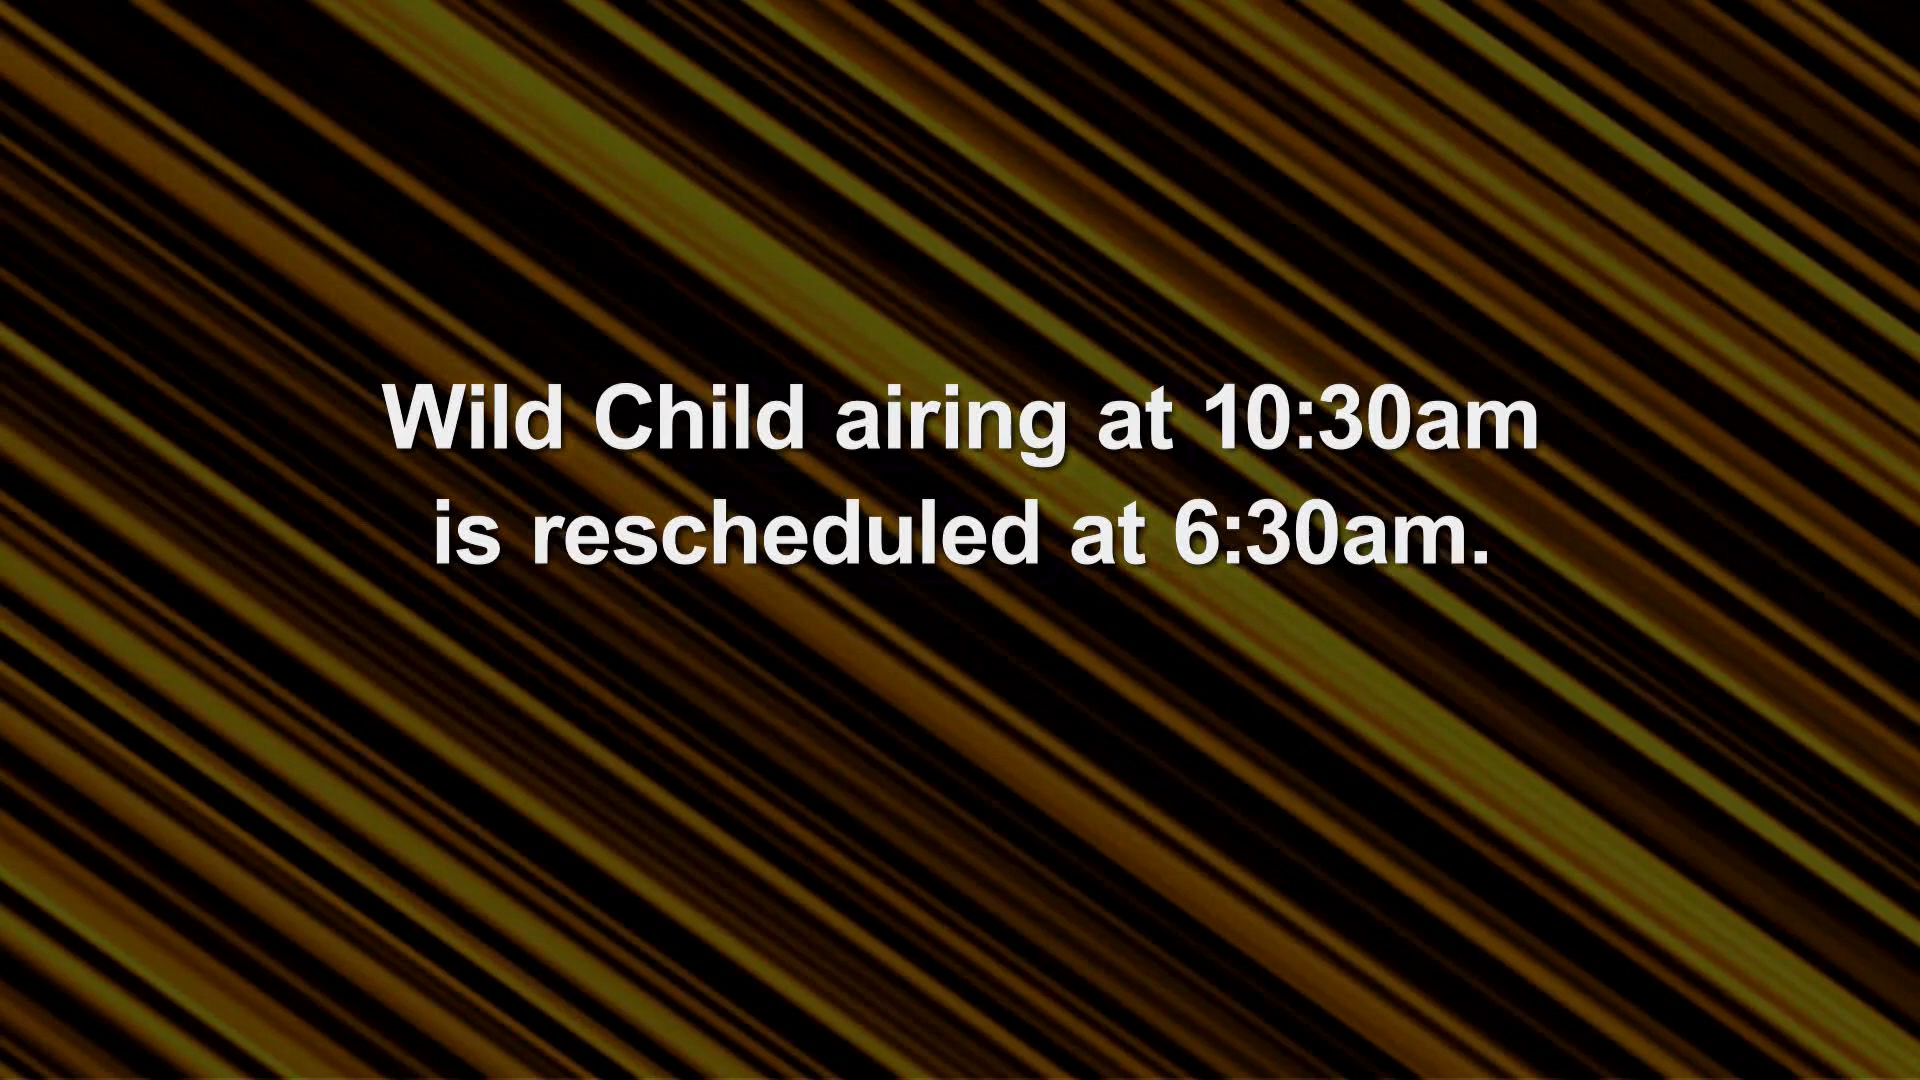 Wild Child airing at 10:30am
is rescheduled at 6:30am.